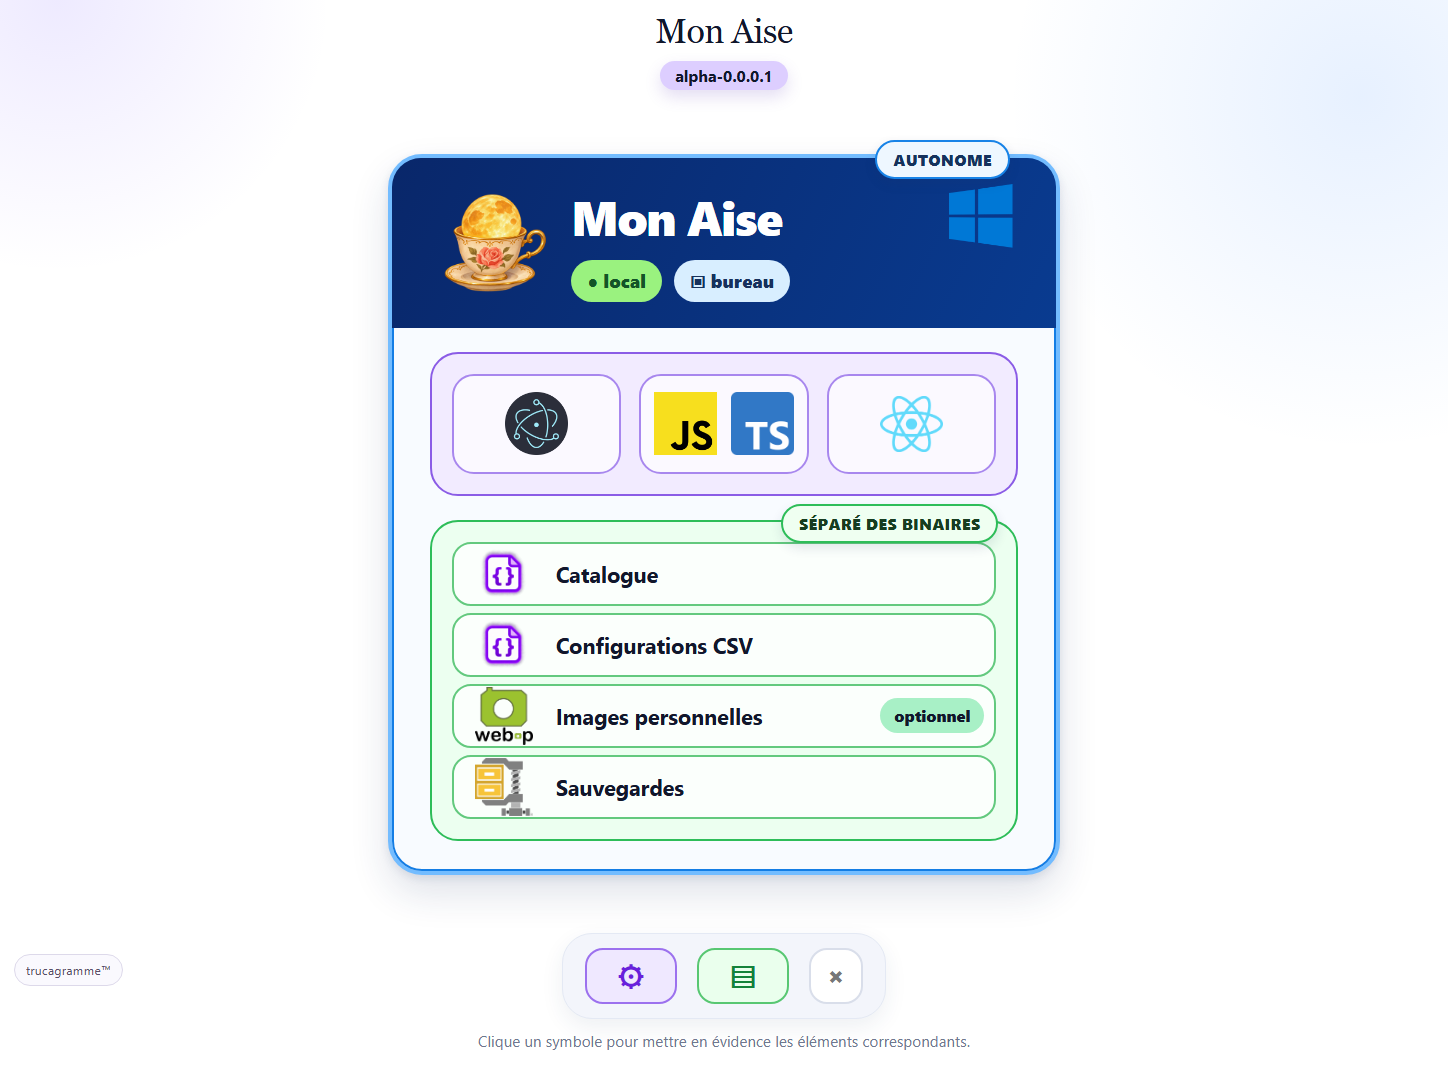 Mon Aise
alpha-0.0.0.1
AUTONOME
Mon Aise
● local
▣ bureau
JS
TS
SÉPARÉ DES BINAIRES
{ } Catalogue
{ } Configurations CSV
webp
Images personnelles
optionnel
Sauvegardes
trucagramme™
Clique un symbole pour mettre en évidence les éléments correspondants.